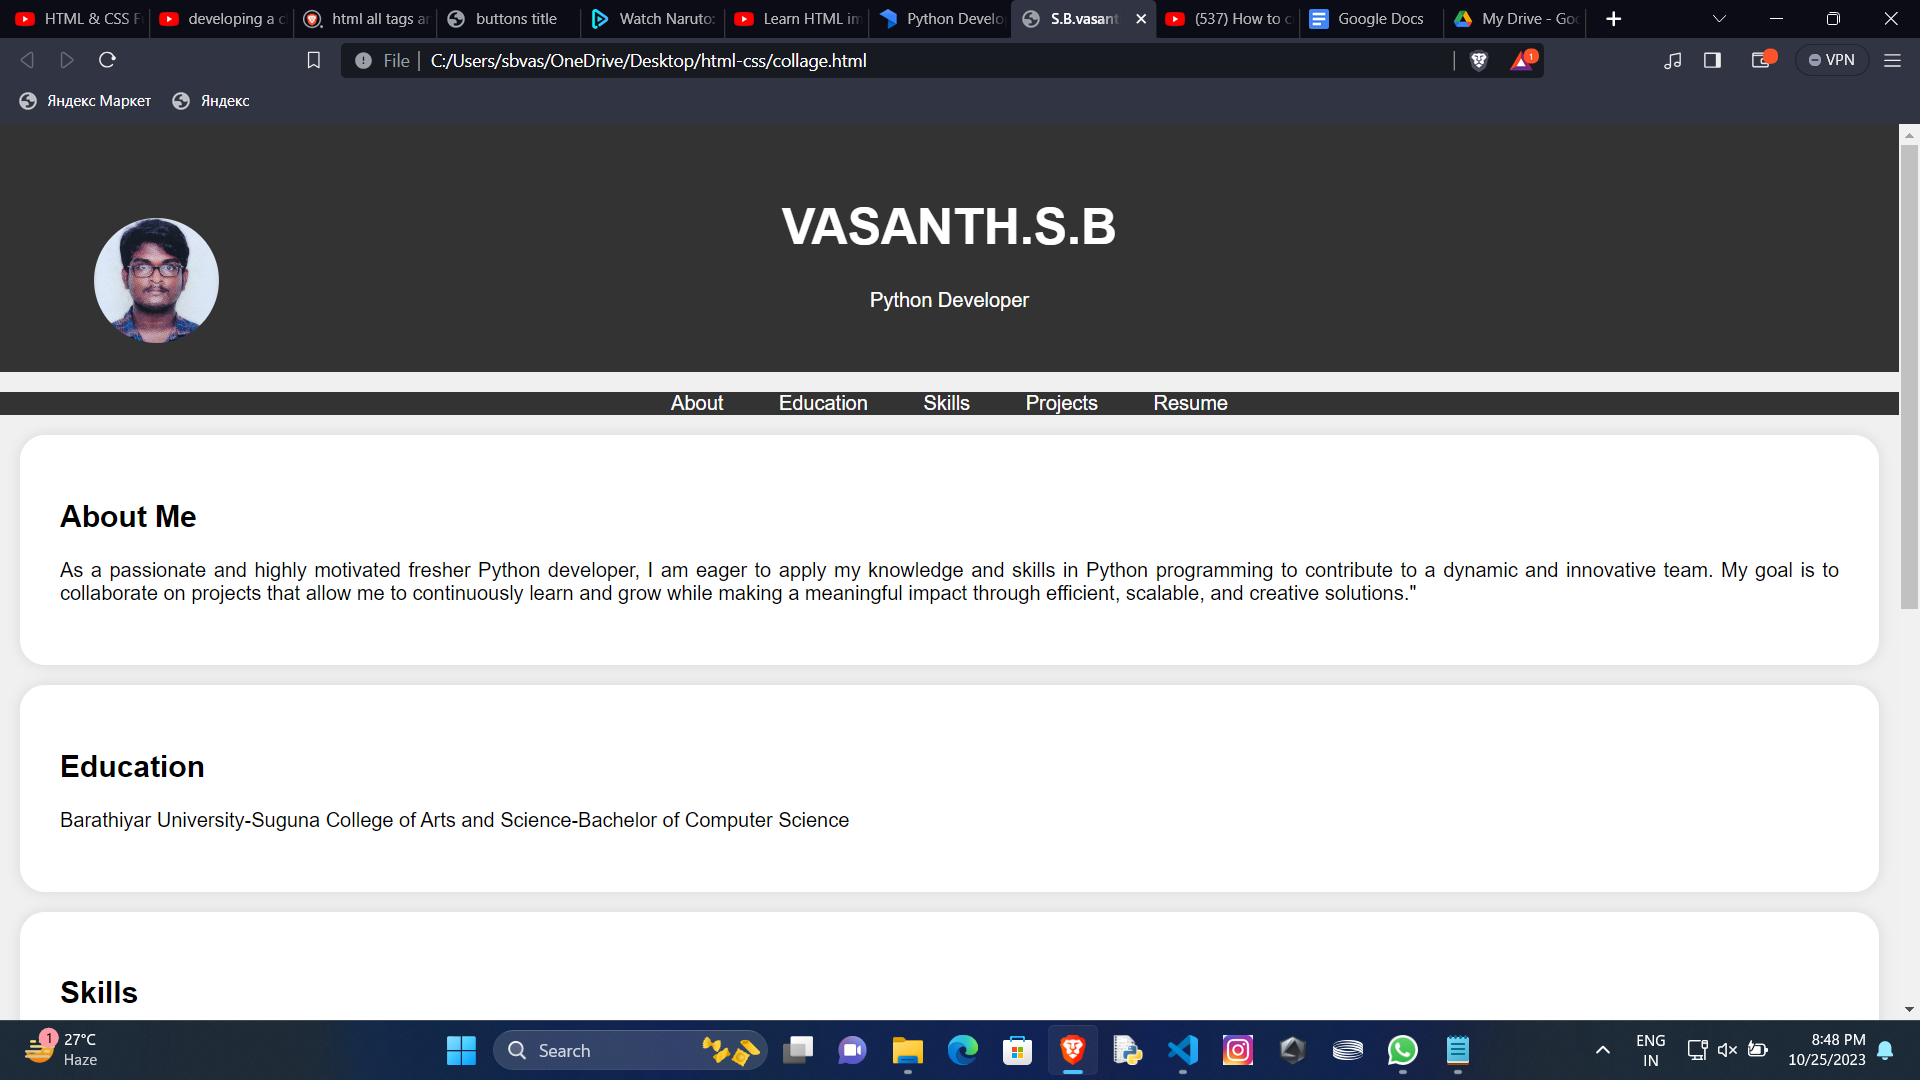 HTML & CSS F
developing a c
html all tags ar
buttons title
Watch Naruto:
Learn HTML in
Python Develo
S.B.vasant
(537) How to c
Google Docs
My Drive - Goo
File
C:/Users/sbvas/OneDrive/Desktop/html-css/collage.html
1
VPN
Яндекс Маркет
Яндекс
VASANTH.S.B
Python Developer
About Education Skills Projects Resume
About Me
As a passionate and highly motivated fresher Python developer, I am eager to apply my knowledge and skills in Python programming to contribute to a dynamic and innovative team. My goal is to
collaborate on projects that allow me to continuously learn and grow while making a meaningful impact through efficient, scalable, and creative solutions."
Education
Barathiyar University-Suguna College of Arts and Science-Bachelor of Computer Science
Skills
1
27°C
Haze
Search
ENG
IN
8:48 PM
10/25/2023